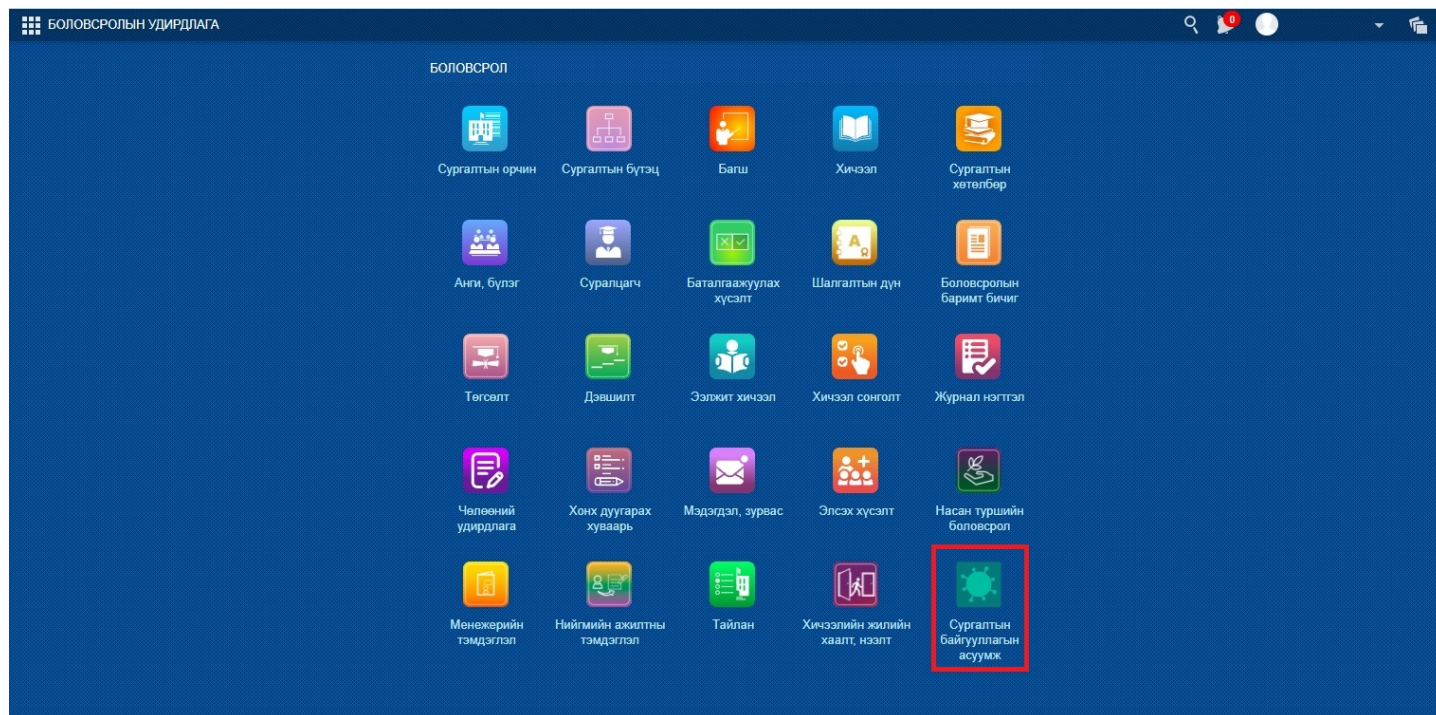 БОЛОВСРОЛЫН УДИРДЛАГА
0
БОЛОВСРОЛ
Сургалтын орчин
Сургалтын бүтэц
Багш
Хичээл
Сургалтын
хөтөлбөр
Анги, бүлэг
Суралцагч
Баталгаажуулах
хүсэлт
Шалгалтын дүн
Боловсролын
баримт бичиг
Төгсөлт
Дэвшилт
Ээлжит хичээл
Хичээл сонголт
Журнал нэгтгэл
Чөлөөний
удирдлага
Хонх дуугарах
хуваарь
Мэдэгдэл, зурвас
Элсэх хүсэлт
Насан туршийн
боловсрол
Менежерийн
тэмдэглэл
Нийгмийн ажилтны
тэмдэглэл
Тайлан
Хичээлийн жилийн
хаалт, нээлт
Сургалтын
байгууллагын
асуумж